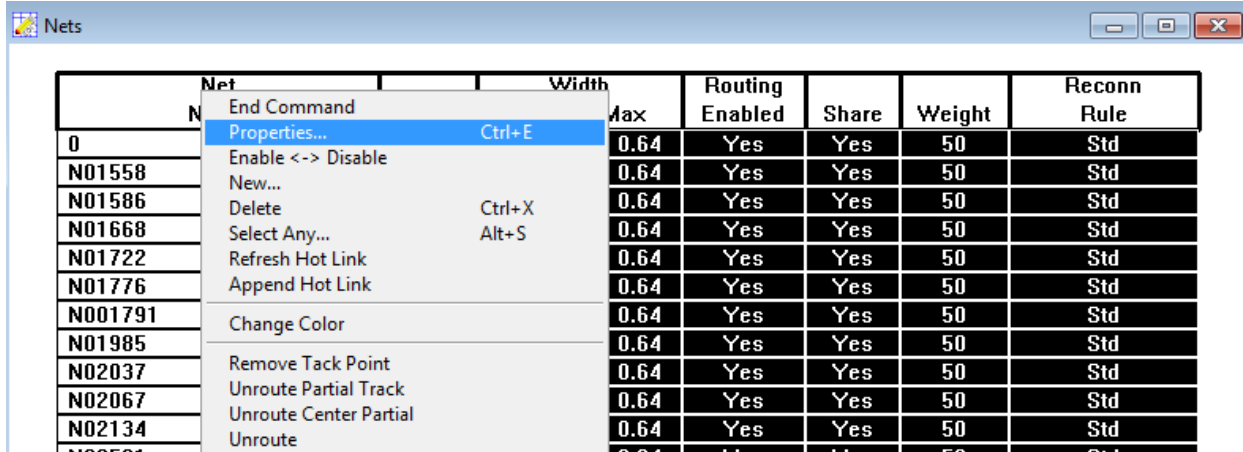 Nets
Net Width Routing Reconn
Max Enabled Share Weight Rule
0 0.64 Yes Yes 50 Std
N01558 0.64 Yes Yes 50 Std
N01586 0.64 Yes Yes 50 Std
N01668 0.64 Yes Yes 50 Std
N01722 0.64 Yes Yes 50 Std
N01776 0.64 Yes Yes 50 Std
N001791 0.64 Yes Yes 50 Std
N01985 0.64 Yes Yes 50 Std
N02037 0.64 Yes Yes 50 Std
N02067 0.64 Yes Yes 50 Std
N02134 0.64 Yes Yes 50 Std
End Command
Properties... Ctrl+E
Enable <-> Disable
New...
Delete Ctrl+X
Select Any... Alt+S
Refresh Hot Link
Append Hot Link
Change Color
Remove Tack Point
Unroute Partial Track
Unroute Center Partial
Unroute